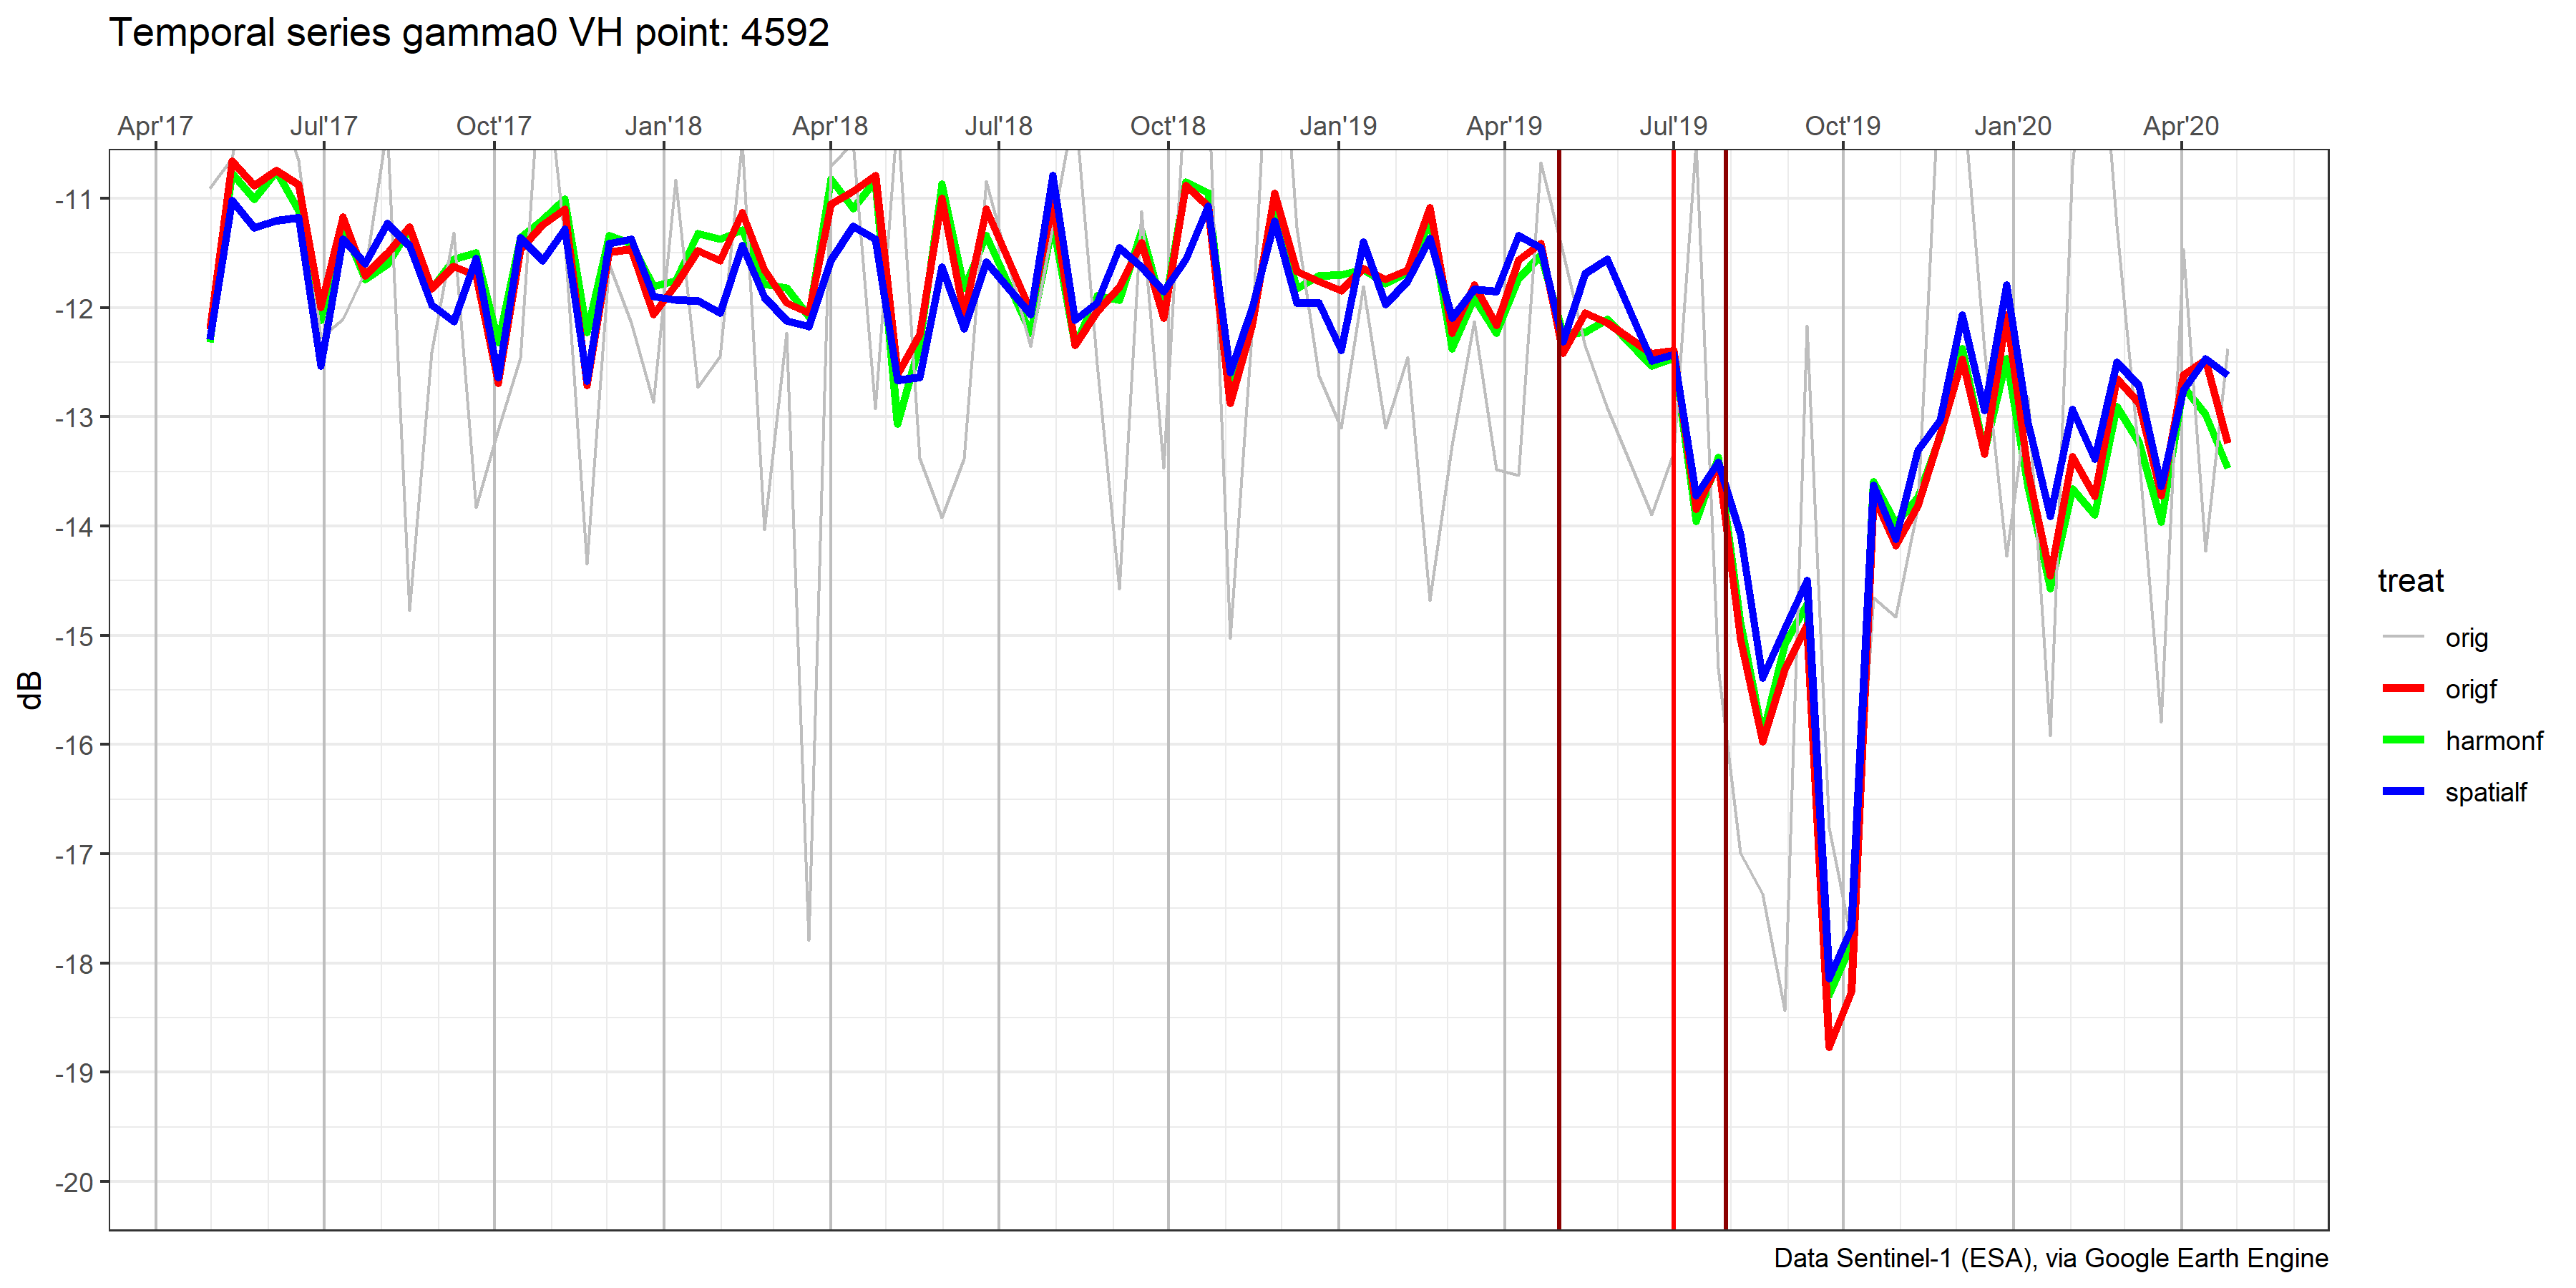 Temporal series gamma0 VH point: 4592
Apr'17 Jul'17 Oct'17 Jan'18 Apr'18 Jul'18 Oct'18 Jan'19 Apr'19 Jul'19 Oct'19 Jan'20 Apr'20
-11
-12
-13
-14
-15
-16
-17
-18
-19
-20
dB
treat
orig
origf
harmonf
spatialf
Data Sentinel-1 (ESA), via Google Earth Engine